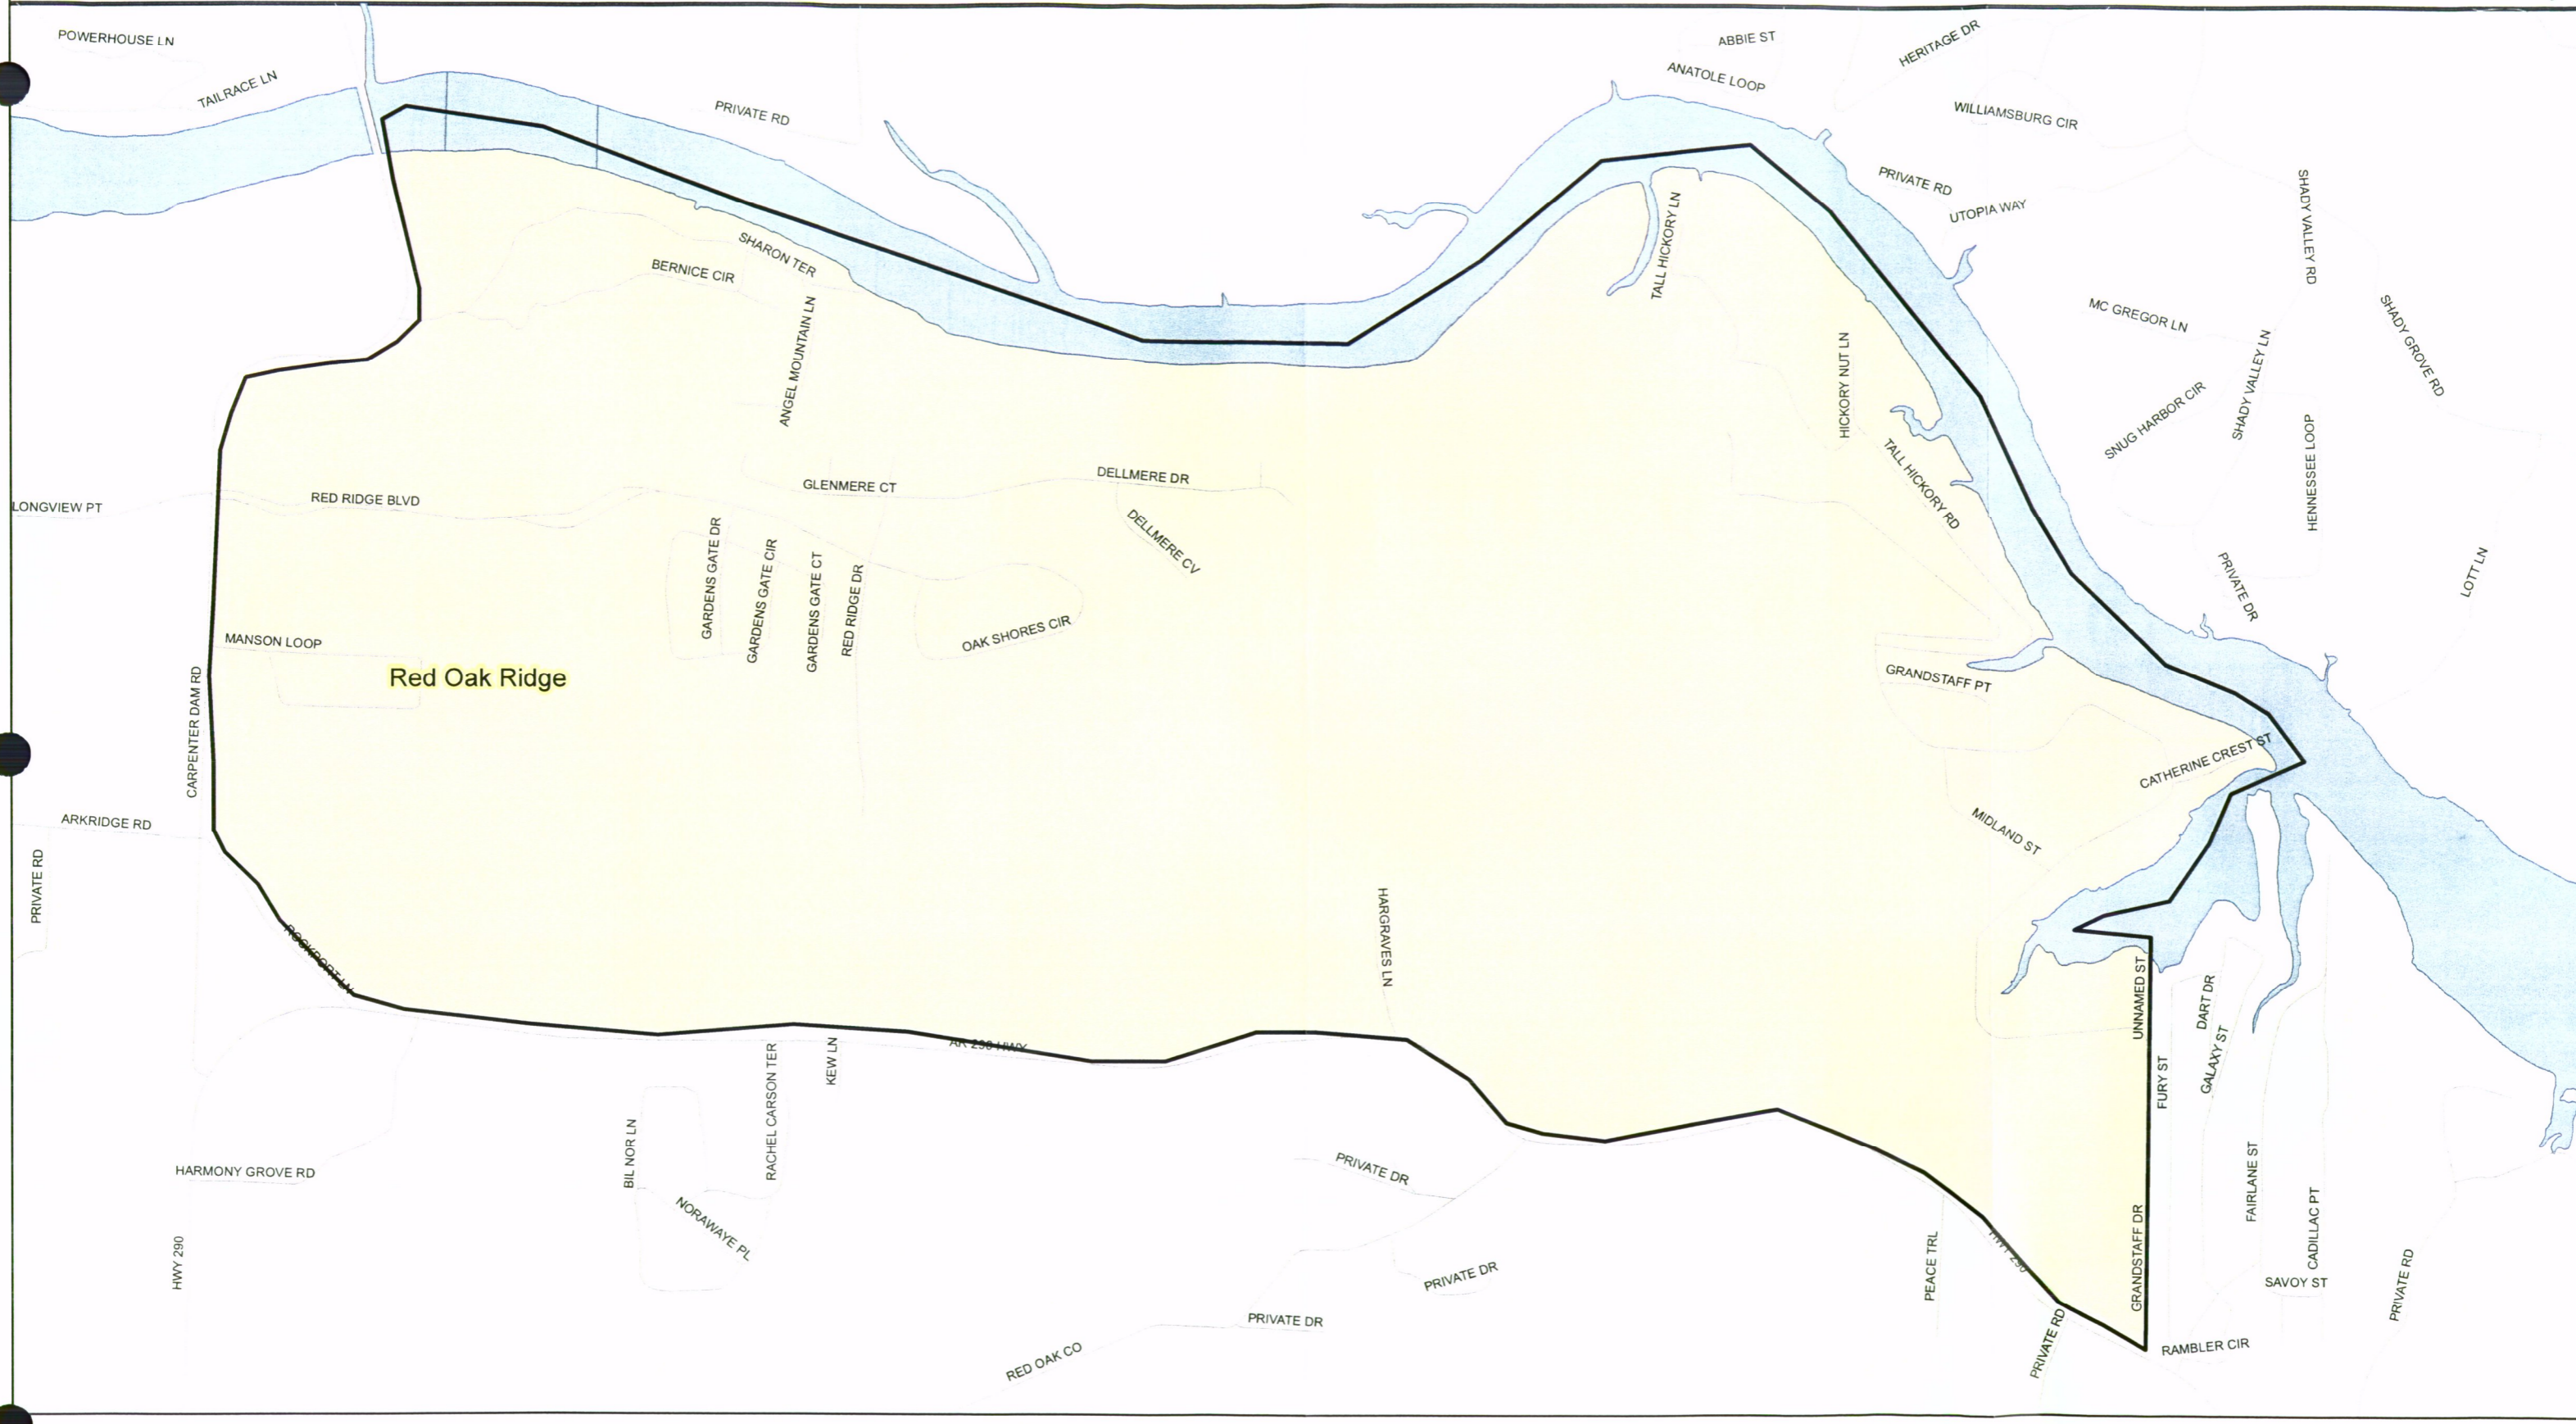 POWERHOUSE LN
TAILRACE LN
PRIVATE RD
ABBIE ST
ANATOLE LOOP
HERITAGE DR
WILLIAMSBURG CIR
PRIVATE RD
UTOPIA WAY
SHADY VALLEY RD
SHARON TER
BERNICE CIR
ANGEL MOUNTAIN LN
TALL HICKORY LN
HICKORY NUT LN
MC GREGOR LN
SHADY VALLEY LN
SHADY GROVE RD
SNUG HARBOR CIR
HENNESSEE LOOP
TALL HICKORY RD
LONGVIEW PT
RED RIDGE BLVD
GLENMERE CT
DELLMERE DR
DELLMERE CV
GARDENS GATE DR
GARDENS GATE CIR
GARDENS GATE CT
RED RIDGE DR
OAK SHORES CIR
PRIVATE DR
LOTT LN
MANSON LOOP
Red Oak Ridge
CARPENTER DAM RD
GRANDSTAFF PT
CATHERINE CREST ST
ARKRIDGE RD
MIDLAND ST
PRIVATE RD
ROCKPORT LN
HARGRAVES LN
UNNAMED ST
DART DR
GALAXY ST
FURY ST
AR 290 HWY
KEW LN
RACHEL CARSON TER
BIL NOR LN
NORAWAYE PL
HARMONY GROVE RD
HWY 290
PRIVATE DR
PRIVATE DR
PRIVATE DR
RED OAK CO
PEACE TRL
HWY 290
PRIVATE RD
GRANDSTAFF DR
FAIRLANE ST
CADILLAC PT
SAVOY ST
PRIVATE RD
RAMBLER CIR